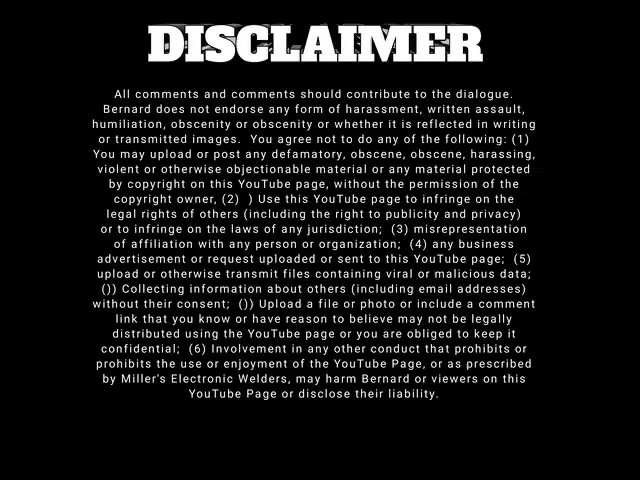 DISCLAIMER
All comments and comments should contribute to the dialogue.
Bernard does not endorse any form of harassment, written assault,
humiliation, obscenity or obscenity or whether it is reflected in writing
or transmitted images. You agree not to do any of the following: (1)
You may upload or post any defamatory, obscene, obscene, harassing,
violent or otherwise objectionable material or any material protected
by copyright on this YouTube page, without the permission of the
copyright owner, (2) ) Use this YouTube page to infringe on the
legal rights of others (including the right to publicity and privacy)
or to infringe on the laws of any jurisdiction; (3) misrepresentation
of affiliation with any person or organization; (4) any business
advertisement or request uploaded or sent to this YouTube page; (5)
upload or otherwise transmit files containing viral or malicious data;
()) Collecting information about others (including email addresses)
without their consent; ()) Upload a file or photo or include a comment
link that you know or have reason to believe may not be legally
distributed using the YouTube page or you are obliged to keep it
confidential; (6) Involvement in any other conduct that prohibits or
prohibits the use or enjoyment of the YouTube Page, or as prescribed
by Miller's Electronic Welders, may harm Bernard or viewers on this
YouTube Page or disclose their liability.